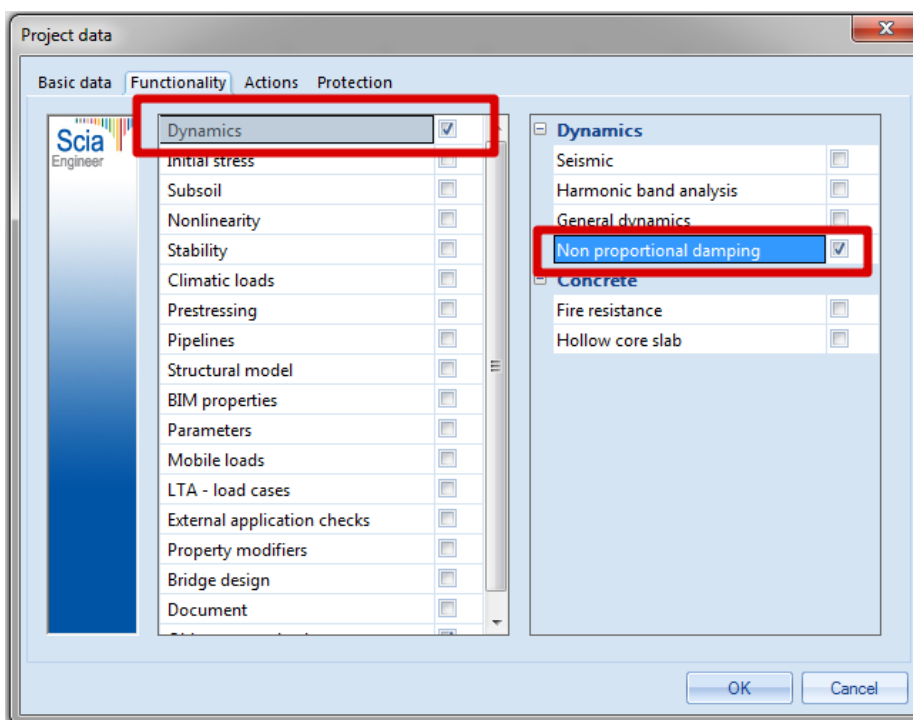 Project data
Basic data Functionality Actions Protection
Scia
Engineer
Dynamics
Initial stress
Subsoil
Nonlinearity
Stability
Climatic loads
Prestressing
Pipelines
Structural model
BIM properties
Parameters
Mobile loads
LTA - load cases
External application checks
Property modifiers
Bridge design
Document
Dynamics
Seismic
Harmonic band analysis
General dynamics
Non proportional damping
Concrete
Fire resistance
Hollow core slab
OK Cancel